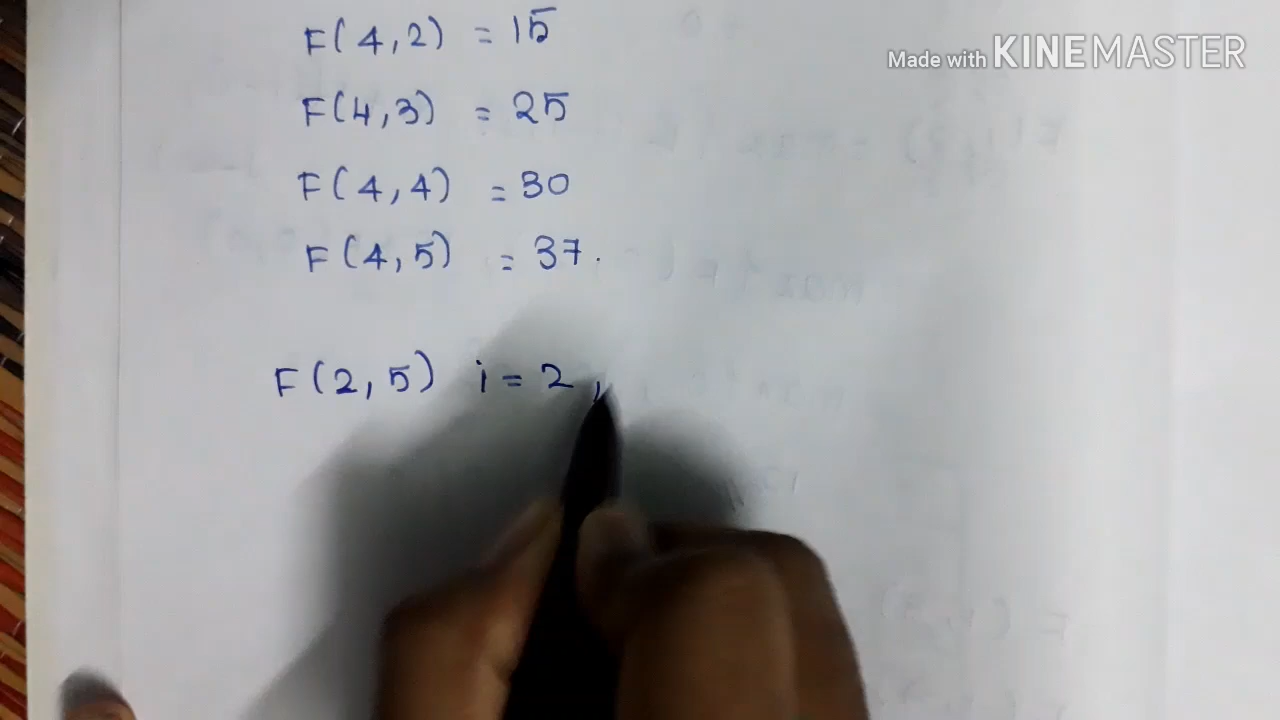 F(4,2) = 15
Made with KINEMASTER
F(4,3) = 25
F(4,4) = 30
F(4,5) = 37.
F(2,5) i = 2,